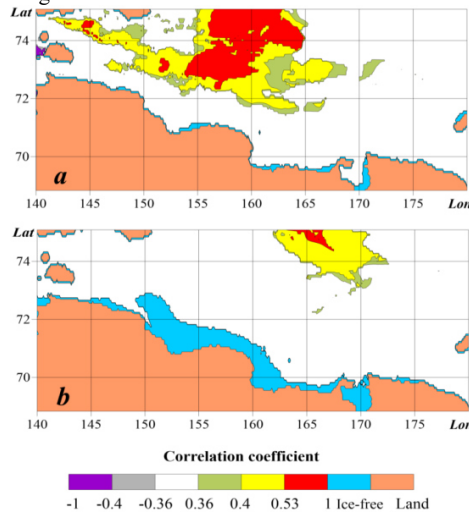 Lat
74
72
70
a
140 145 150 155 160 165 170 175 Lon
Lat
74
72
70
b
140 145 150 155 160 165 170 175 Lon
Correlation coefficient
-1 -0.4 -0.36 0.36 0.4 0.53 1 Ice-free Land